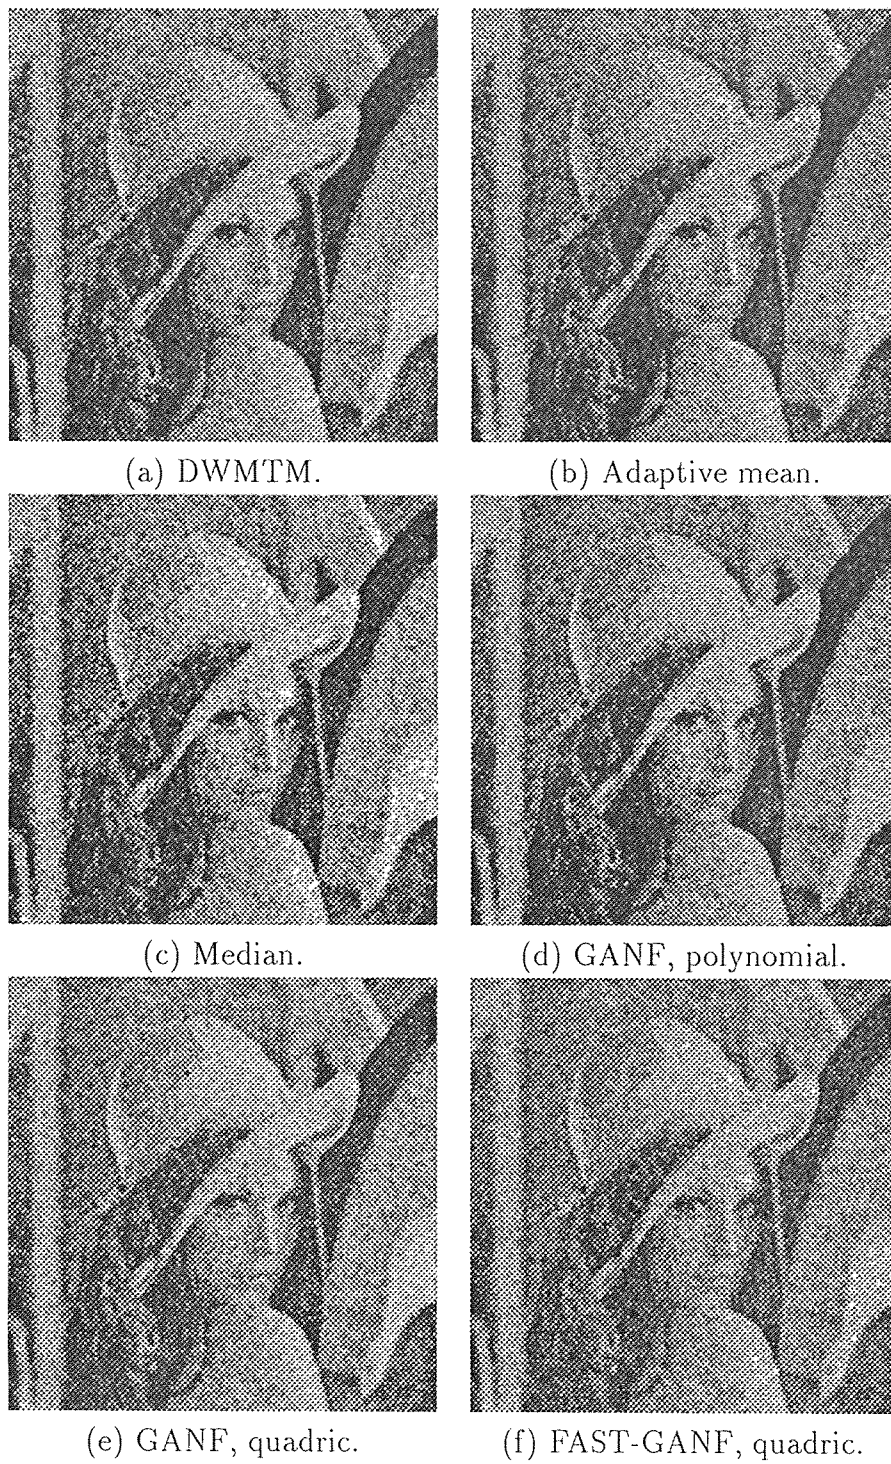 (a) DWMTM.
(b) Adaptive mean.
(c) Median.
(d) GANF, polynomial.
(e) GANF, quadric.
(f) FAST-GANF, quadric.